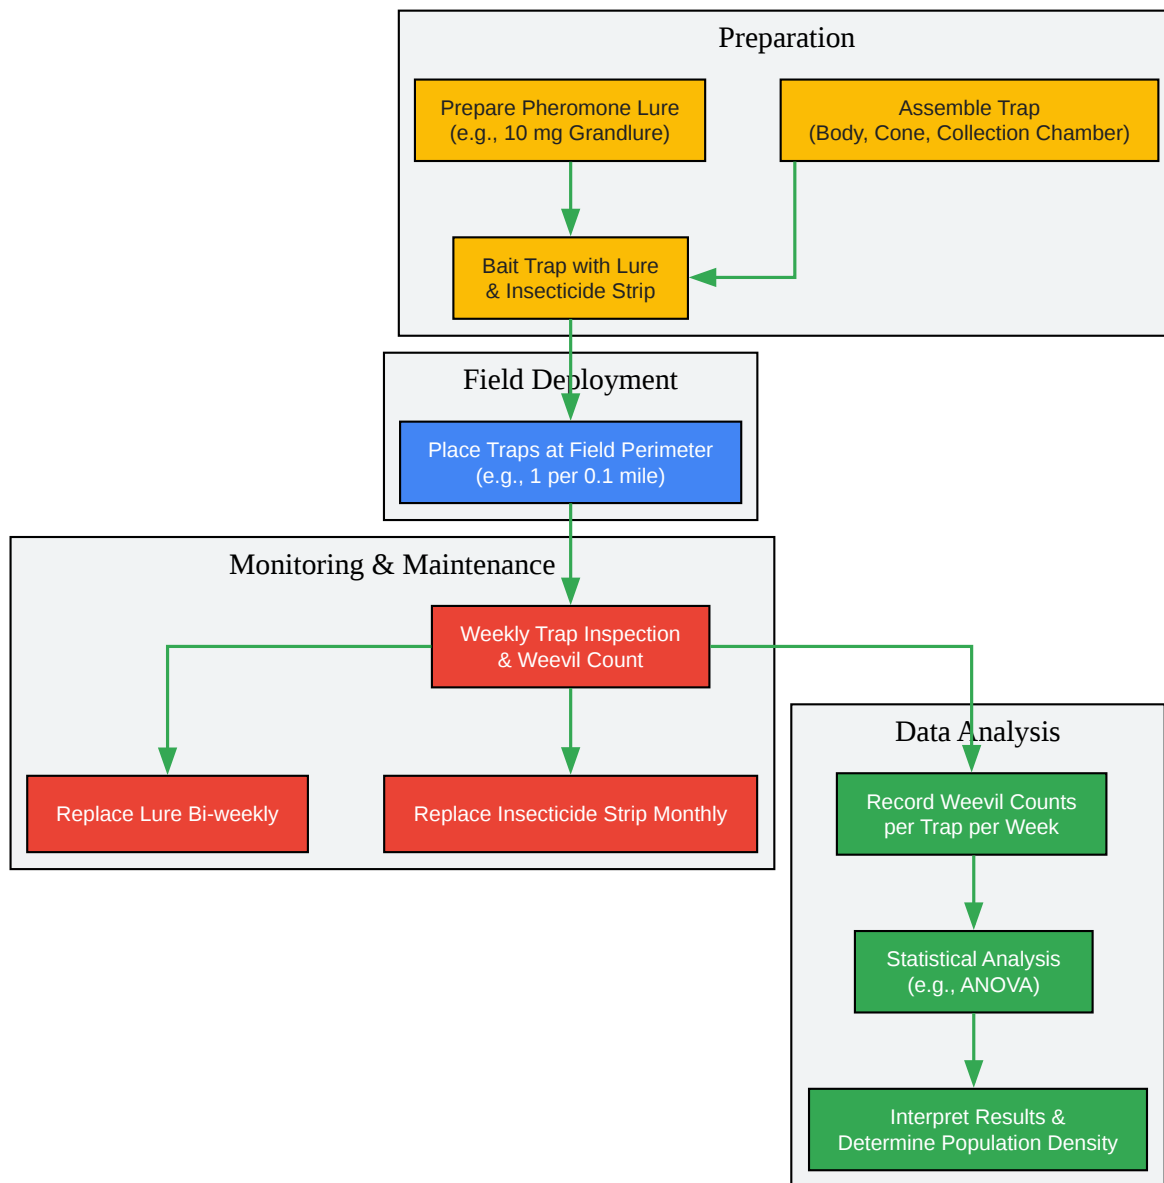 Preparation
Prepare Pheromone Lure
(e.g., 10 mg Grandlure)
Assemble Trap
(Body, Cone, Collection Chamber)
Bait Trap with Lure
& Insecticide Strip
Field Deployment
Place Traps at Field Perimeter
(e.g., 1 per 0.1 mile)
Monitoring & Maintenance
Weekly Trap Inspection
& Weevil Count
Replace Lure Bi-weekly
Replace Insecticide Strip Monthly
Data Analysis
Record Weevil Counts
per Trap per Week
Statistical Analysis
(e.g., ANOVA)
Interpret Results &
Determine Population Density